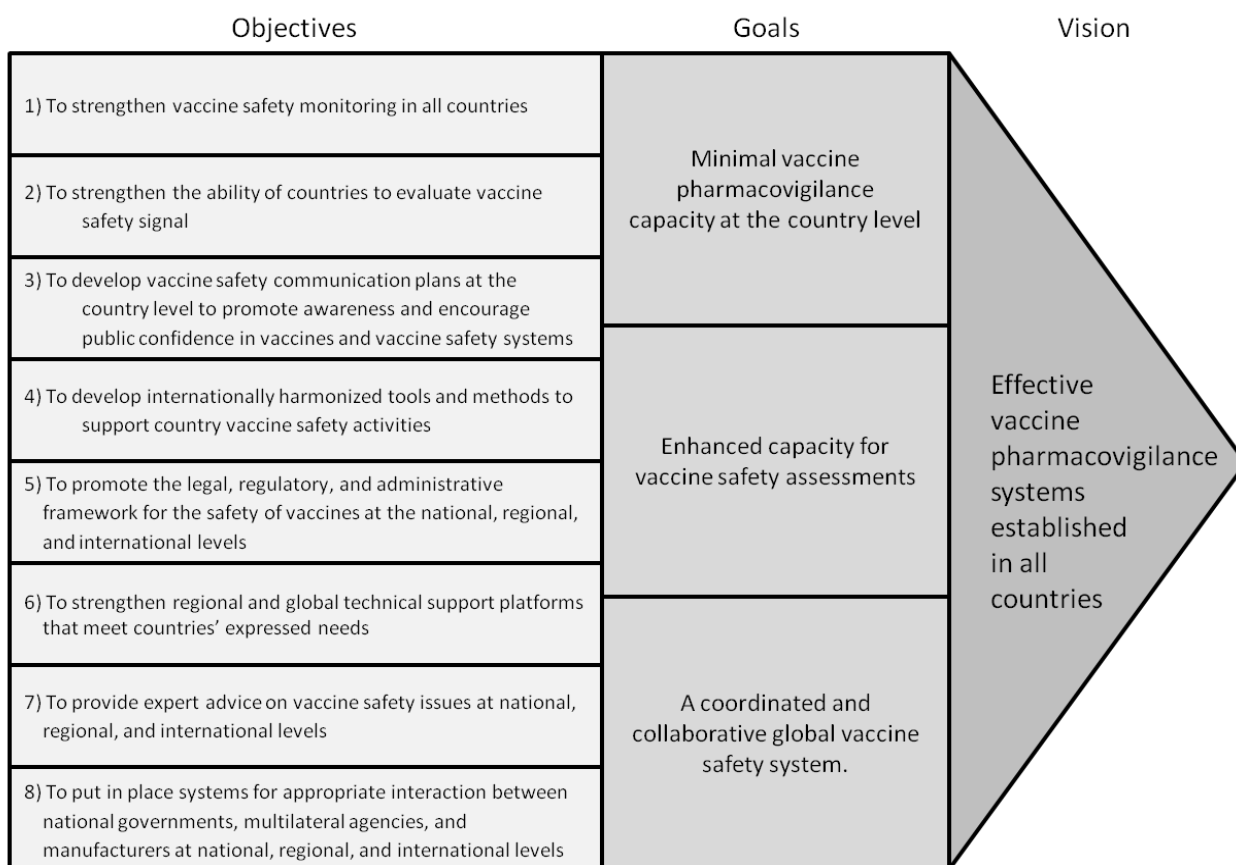 Objectives
Goals
Vision
1) To strengthen vaccine safety monitoring in all countries
2) To strengthen the ability of countries to evaluate vaccine
safety signal
3) To develop vaccine safety communication plans at the
country level to promote awareness and encourage
public confidence in vaccines and vaccine safety systems
4) To develop internationally harmonized tools and methods to
support country vaccine safety activities
5) To promote the legal, regulatory, and administrative
framework for the safety of vaccines at the national, regional,
and international levels
6) To strengthen regional and global technical support platforms
that meet countries’ expressed needs
7) To provide expert advice on vaccine safety issues at national,
regional, and international levels
8) To put in place systems for appropriate interaction between
national governments, multilateral agencies, and
manufacturers at national, regional, and international levels
Minimal vaccine
pharmacovigilance
capacity at the country level
Enhanced capacity for
vaccine safety assessments
A coordinated and
collaborative global vaccine
safety system.
Effective
vaccine
pharmacovigilance
systems
established
in all
countries